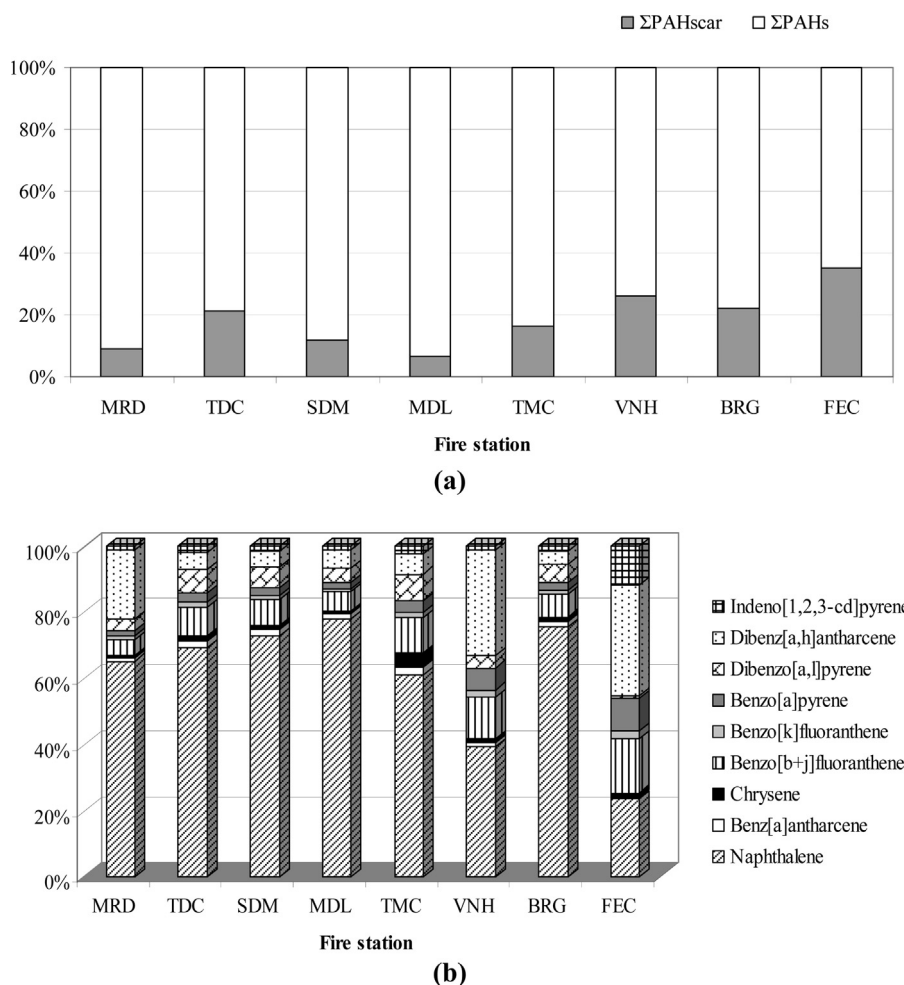 ΣPAHscar ΣPAHs
100%
80%
60%
40%
20%
0%
MRD TDC SDM MDL TMC VNH BRG FEC
Fire station
(a)
100%
80%
60%
40%
20%
0%
Indeno[1,2,3-cd]pyrene
Dibenz[a,h]antharcene
Dibenzo[a,l]pyrene
Benzo[a]pyrene
Benzo[k]fluoranthene
Benzo[b+j]fluoranthene
Chrysene
Benz[a]antharcene
Naphthalene
MRD TDC SDM MDL TMC VNH BRG FEC
Fire station
(b)